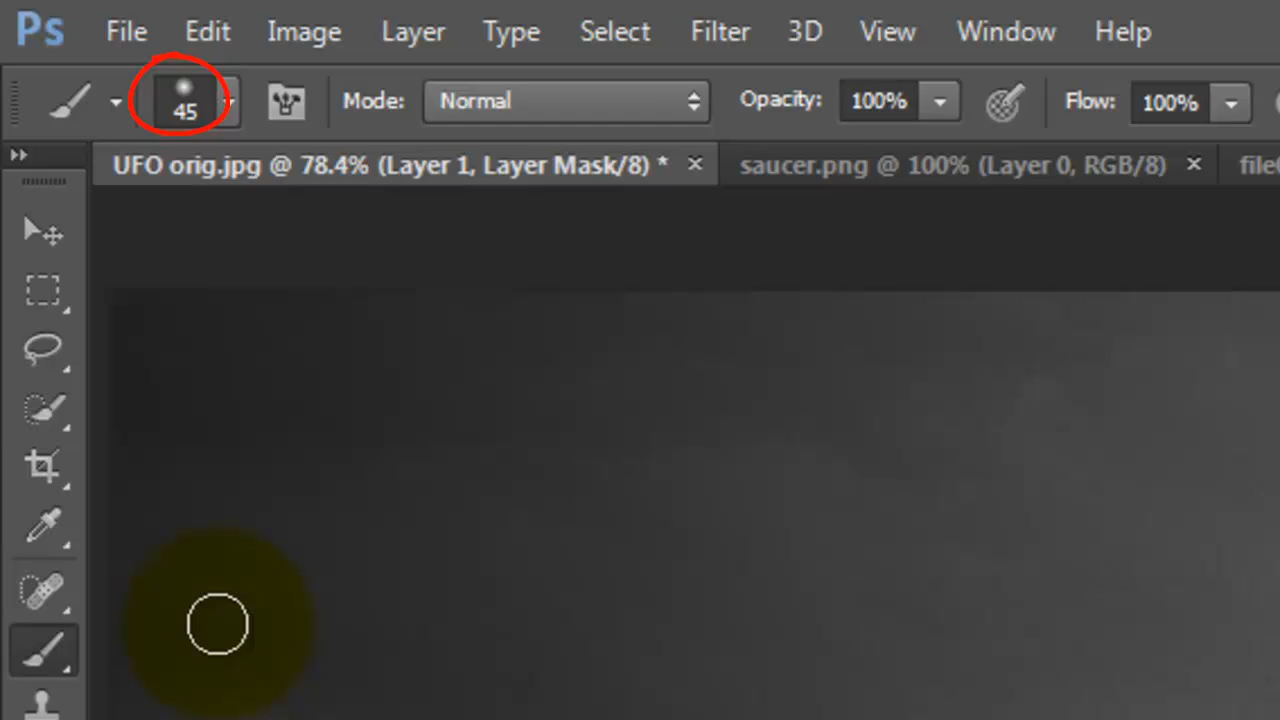 Ps File Edit Image Layer Type Select Filter 3D View Window Help
45 Mode: Normal Opacity: 100% Flow: 100%
UFO orig.jpg @ 78.4% (Layer 1, Layer Mask/8) * × saucer.png @ 100% (Layer 0, RGB/8) ×